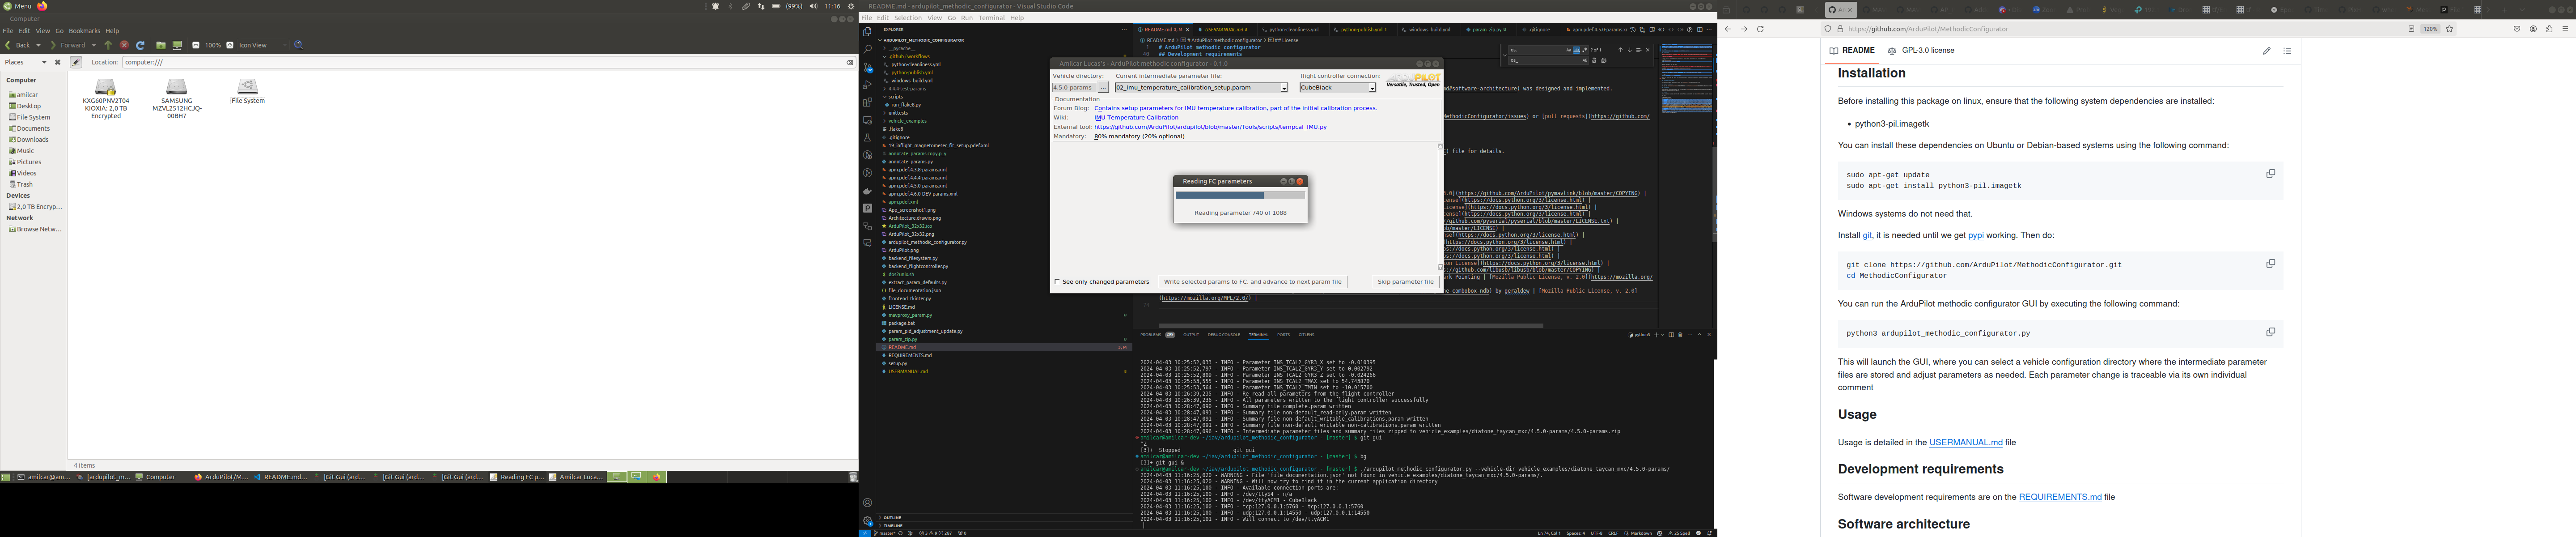 Menu
(99%) 11:16
Computer
File Edit View Go Bookmarks Help
Back Forward 100% Icon View
Places Location: computer:///
Computer
amilcar
Desktop
File System
Documents
Downloads
Music
Pictures
Videos
Trash
Devices
2,0 TB Encryp...
Network
Browse Netw...
KXG60PNV2T04 KIOXIA: 2,0 TB Encrypted
SAMSUNG MZVL2512HCJQ-00BH7
File System
4 items
amilcar@am... [ardupilot_m... Computer ArduPilot/M... README.md... [Git Gui (ard... [Git Gui (ard... [Git Gui (ard... Reading FC p... Amilcar Luca...
README.md - ardupilot_methodic_configurator - Visual Studio Code
File Edit Selection View Go Run Terminal Help
EXPLORER
ARDUPILOT_METHODIC_CONFIGURATOR
__pycache__
.github/workflows
python-cleanliness.yml
python-publish.yml
windows_build.yml
4.4.4-test-params
scripts
run_flake8.py
unittests
vehicle_examples
.flake8
.gitignore
19_inflight_magnetometer_fit_setup.pdef.xml
annotate_params copy.p_y
annotate_params.py
apm.pdef.4.3.8-params.xml
apm.pdef.4.4.4-params.xml
apm.pdef.4.5.0-params.xml
apm.pdef.4.6.0-DEV-params.xml
apm.pdef.xml
App_screenshot1.png
Architecture.drawio.png
ArduPilot_32x32.ico
ArduPilot_32x32.png
ardupilot_methodic_configurator.py
ArduPilot.png
backend_filesystem.py
backend_flightcontroller.py
dos2unix.sh
extract_param_defaults.py
file_documentation.json
frontend_tkinter.py
LICENSE.md
mavproxy_param.py
package.bat
param_pid_adjustment_update.py
param_zip.py
README.md
REQUIREMENTS.md
setup.py
USERMANUAL.md
OUTLINE
TIMELINE
README.md USERMANUAL.md python-cleanliness.yml python-publish.yml windows_build.yml param_zip.py .gitignore apm.pdef.4.5.0-params.xml
README.md > # ArduPilot methodic configurator > ## License
# ArduPilot methodic configurator
## Development requirements
Amilcar Lucas's - ArduPilot methodic configurator - 0.1.0
Vehicle directory: Current intermediate parameter file: flight controller connection:
4.5.0-params ... 02_imu_temperature_calibration_setup.param CubeBlack
Versatile, Trusted, Open
Documentation
Forum Blog: Contains setup parameters for IMU temperature calibration, part of the initial calibration process.
Wiki: IMU Temperature Calibration
External tool: https://github.com/ArduPilot/ardupilot/blob/master/Tools/scripts/tempcal_IMU.py
Mandatory: 80% mandatory (20% optional)
Reading FC parameters
Reading parameter 740 of 1088
See only changed parameters Write selected params to FC, and advance to next param file Skip parameter file
PROBLEMS OUTPUT DEBUG CONSOLE TERMINAL PORTS GITLENS
2024-04-03 10:25:52,033 - INFO - Parameter INS_TCAL2_GYR3_X set to -0.010395
2024-04-03 10:25:52,797 - INFO - Parameter INS_TCAL2_GYR3_Y set to 0.002792
2024-04-03 10:25:52,809 - INFO - Parameter INS_TCAL2_GYR3_Z set to -0.024266
2024-04-03 10:25:53,555 - INFO - Parameter INS_TCAL2_TMAX set to 54.743870
2024-04-03 10:25:53,564 - INFO - Parameter INS_TCAL2_TMIN set to -10.015700
2024-04-03 10:26:39,235 - INFO - Re-read all parameters from the flight controller
2024-04-03 10:26:39,236 - INFO - All parameters written to the flight controller successfully
2024-04-03 10:28:47,090 - INFO - Summary file complete.param written
2024-04-03 10:28:47,091 - INFO - Summary file non-default_read-only.param written
2024-04-03 10:28:47,091 - INFO - Summary file non-default_writable_calibrations.param written
2024-04-03 10:28:47,091 - INFO - Summary file non-default_writable_non-calibrations.param written
2024-04-03 10:28:47,096 - INFO - Intermediate parameter files and summary files zipped to vehicle_examples/diatone_taycan_mxc/4.5.0-params/4.5.0-params.zip
amilcar@amilcar-dev ~/iav/ardupilot_methodic_configurator - [master] $ git gui
^Z
[3]+ Stopped git gui
amilcar@amilcar-dev ~/iav/ardupilot_methodic_configurator - [master] $ bg
[3]+ git gui &
amilcar@amilcar-dev ~/iav/ardupilot_methodic_configurator - [master] $ ./ardupilot_methodic_configurator.py --vehicle-dir vehicle_examples/diatone_taycan_mxc/4.5.0-params/
2024-04-03 11:16:25,020 - WARNING - File 'file_documentation.json' not found in vehicle_examples/diatone_taycan_mxc/4.5.0-params/.
2024-04-03 11:16:25,020 - WARNING - Will now try to find it in the current application directory
2024-04-03 11:16:25,100 - INFO - Available connection ports are:
2024-04-03 11:16:25,100 - INFO - /dev/ttyS4 - n/a
2024-04-03 11:16:25,100 - INFO - /dev/ttyACM1 - CubeBlack
2024-04-03 11:16:25,100 - INFO - tcp:127.0.0.1:5760 - tcp:127.0.0.1:5760
2024-04-03 11:16:25,100 - INFO - udp:127.0.0.1:14550 - udp:127.0.0.1:14550
2024-04-03 11:16:25,101 - INFO - Will connect to /dev/ttyACM1
master* Ln 74, Col 1 Spaces: 4 UTF-8 CRLF Markdown 25 Spell
https://github.com/ArduPilot/MethodicConfigurator 120%
README GPL-3.0 license
Installation
Before installing this package on linux, ensure that the following system dependencies are installed:
python3-pil.imagetk
You can install these dependencies on Ubuntu or Debian-based systems using the following command:
sudo apt-get update
sudo apt-get install python3-pil.imagetk
Windows systems do not need that.
Install git, it is needed until we get pypi working. Then do:
git clone https://github.com/ArduPilot/MethodicConfigurator.git
cd MethodicConfigurator
You can run the ArduPilot methodic configurator GUI by executing the following command:
python3 ardupilot_methodic_configurator.py
This will launch the GUI, where you can select a vehicle configuration directory where the intermediate parameter
files are stored and adjust parameters as needed. Each parameter change is traceable via its own individual
comment
Usage
Usage is detailed in the USERMANUAL.md file
Development requirements
Software development requirements are on the REQUIREMENTS.md file
Software architecture